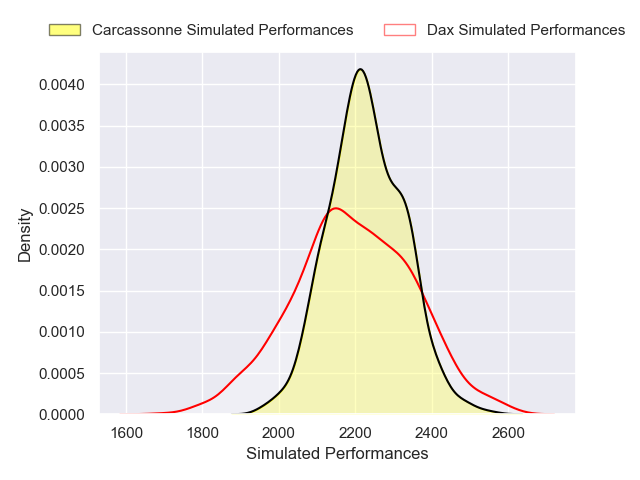 Carcassonne Simulated Performances
Dax Simulated Performances
0.0040
0.0035
0.0030
0.0025
0.0020
0.0015
0.0010
0.0005
0.0000
Density
1600 1800 2000 2200 2400 2600
Simulated Performances